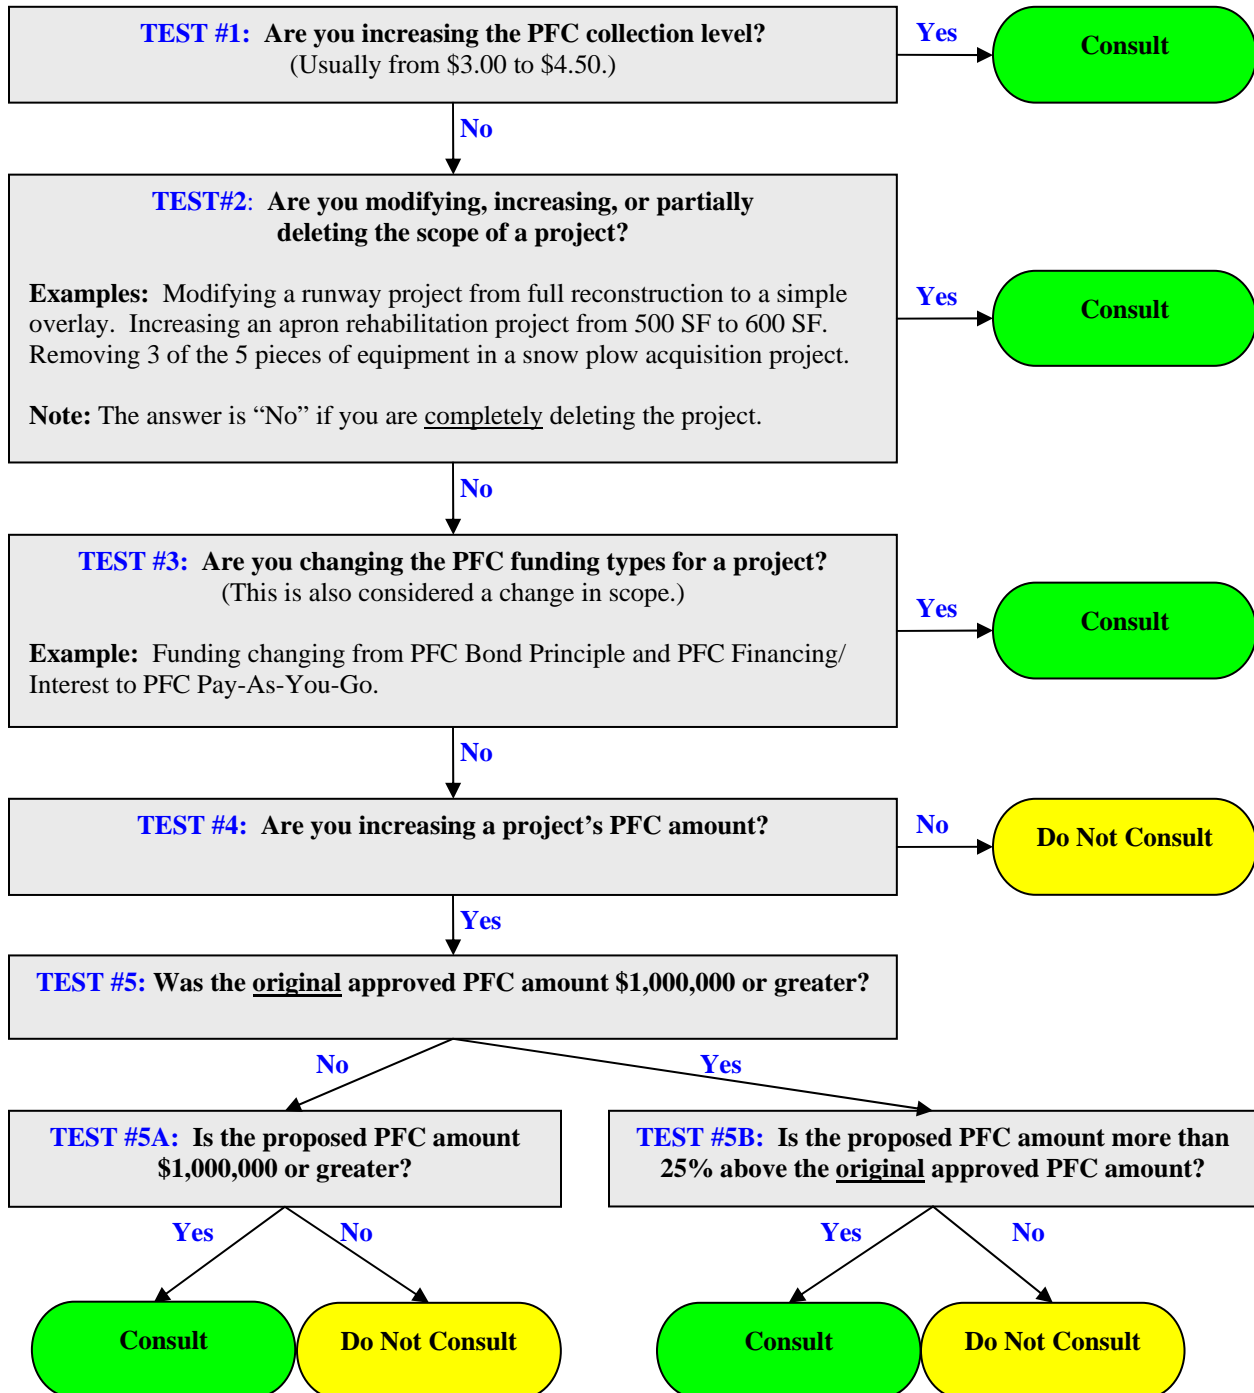 TEST #1: Are you increasing the PFC collection level?
(Usually from $3.00 to $4.50.)
Yes
Consult
No
TEST#2: Are you modifying, increasing, or partially
deleting the scope of a project?
Examples: Modifying a runway project from full reconstruction to a simple
overlay. Increasing an apron rehabilitation project from 500 SF to 600 SF.
Removing 3 of the 5 pieces of equipment in a snow plow acquisition project.
Note: The answer is “No” if you are completely deleting the project.
Yes
Consult
No
TEST #3: Are you changing the PFC funding types for a project?
(This is also considered a change in scope.)
Example: Funding changing from PFC Bond Principle and PFC Financing/
Interest to PFC Pay-As-You-Go.
Yes
Consult
No
TEST #4: Are you increasing a project’s PFC amount?
No
Do Not Consult
Yes
TEST #5: Was the original approved PFC amount $1,000,000 or greater?
No
Yes
TEST #5A: Is the proposed PFC amount
$1,000,000 or greater?
TEST #5B: Is the proposed PFC amount more than
25% above the original approved PFC amount?
Yes
No
Yes
No
Consult
Do Not Consult
Consult
Do Not Consult